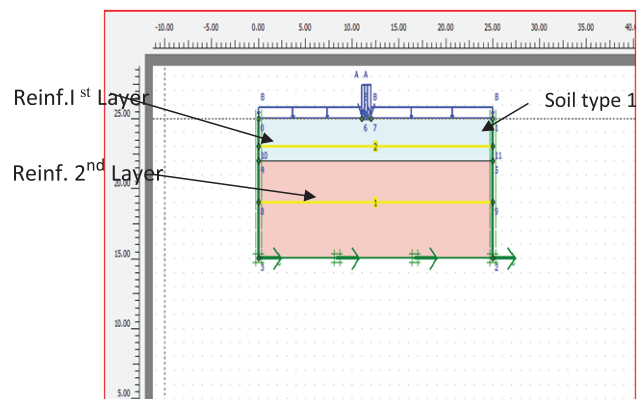 -10.00 -5.00 0.00 5.00 10.00 15.00 20.00 25.00 30.00 35.00 40.
A A
Reinf.I st Layer
B B B
Soil type 1
25.00
0 6 7 1
2
10 11
Reinf. 2nd Layer
4 5
20.00
1
8 9
15.00
3 2
10.00
5.00